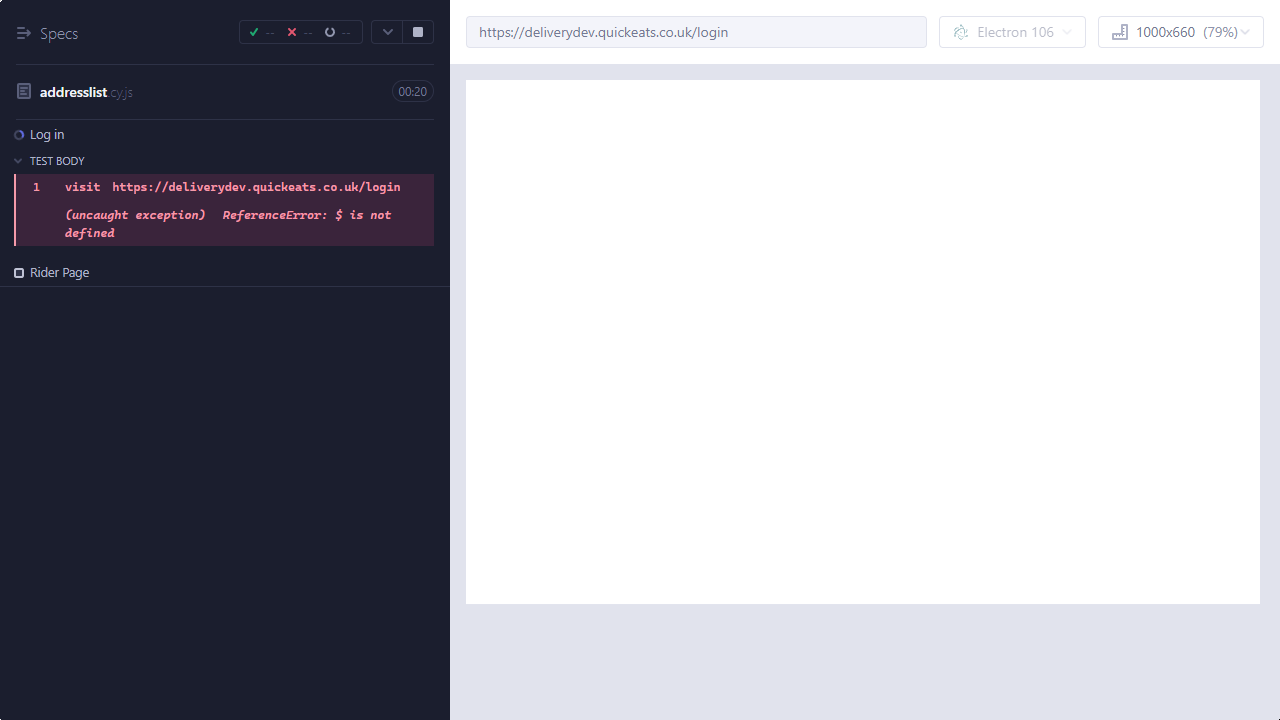 Specs
-- -- --
addresslist.cy.js 00:20
Log in
TEST BODY
1 visit https://deliverydev.quickeats.co.uk/login
(uncaught exception) ReferenceError: $ is not
defined
Rider Page
https://deliverydev.quickeats.co.uk/login
Electron 106
1000x660 (79%)